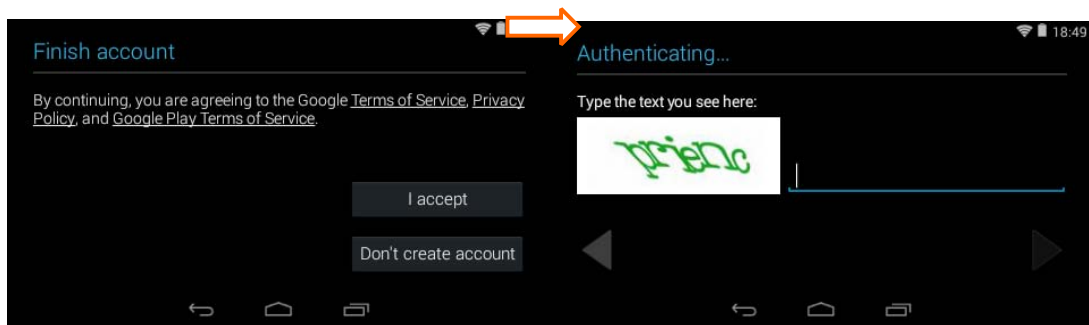 Finish account
By continuing, you are agreeing to the Google Terms of Service, Privacy
Policy, and Google Play Terms of Service.
I accept
Don't create account
18:49
Authenticating...
Type the text you see here:
prienc